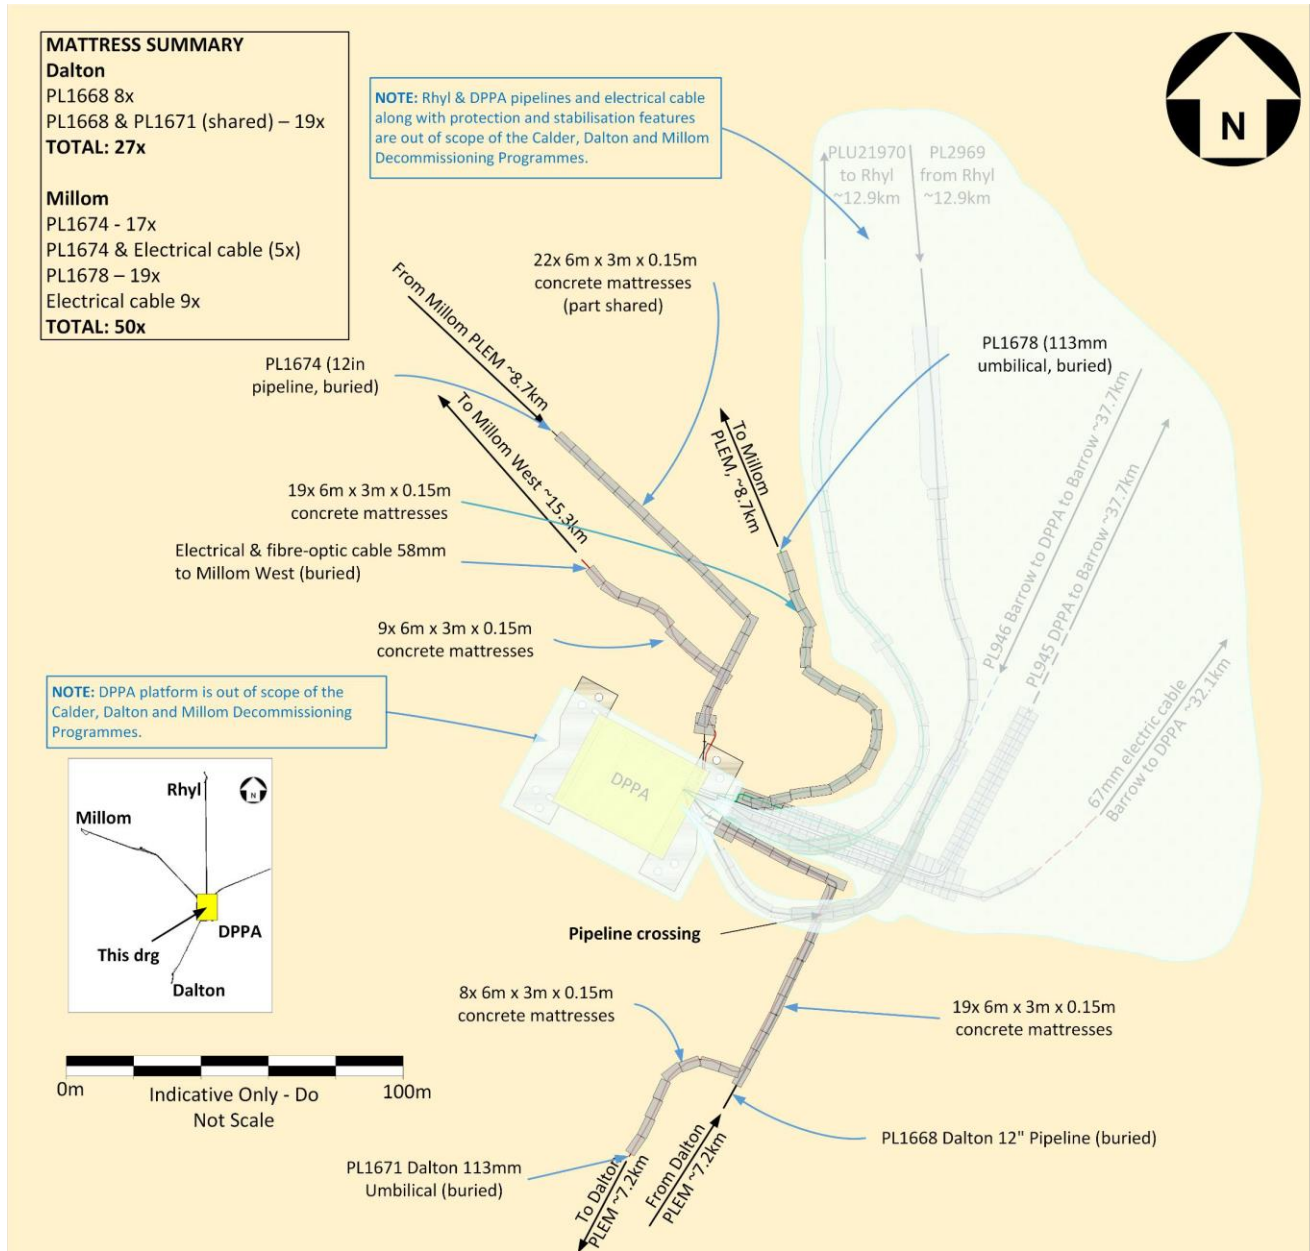 MATTRESS SUMMARY
Dalton
PL1668 8x
PL1668 & PL1671 (shared) – 19x
TOTAL: 27x
Millom
PL1674 - 17x
PL1674 & Electrical cable (5x)
PL1678 – 19x
Electrical cable 9x
TOTAL: 50x
NOTE: Rhyl & DPPA pipelines and electrical cable
along with protection and stabilisation features
are out of scope of the Calder, Dalton and Millom
Decommissioning Programmes.
N
PLU21970
to Rhyl
~12.9km
PL2969
from Rhyl
~12.9km
22x 6m x 3m x 0.15m
concrete mattresses
(part shared)
From Millom PLEM ~8.7km
PL1674 (12in
pipeline, buried)
To Millom West ~15.3km
To Millom
PLEM, ~8.7km
PL1678 (113mm
umbilical, buried)
PL946 Barrow to DPPA to Barrow ~37.7km
PL945 DPPA to Barrow ~37.7km
67mm electric cable
Barrow to DPPA ~32.1km
19x 6m x 3m x 0.15m
concrete mattresses
Electrical & fibre-optic cable 58mm
to Millom West (buried)
9x 6m x 3m x 0.15m
concrete mattresses
NOTE: DPPA platform is out of scope of the
Calder, Dalton and Millom Decommissioning
Programmes.
DPPA
Rhyl
N
Millom
This drg
DPPA
Dalton
Pipeline crossing
8x 6m x 3m x 0.15m
concrete mattresses
19x 6m x 3m x 0.15m
concrete mattresses
0m
100m
Indicative Only - Do
Not Scale
PL1668 Dalton 12" Pipeline (buried)
PL1671 Dalton 113mm
Umbilical (buried)
To Dalton
PLEM ~7.2km
From Dalton
PLEM ~7.2km